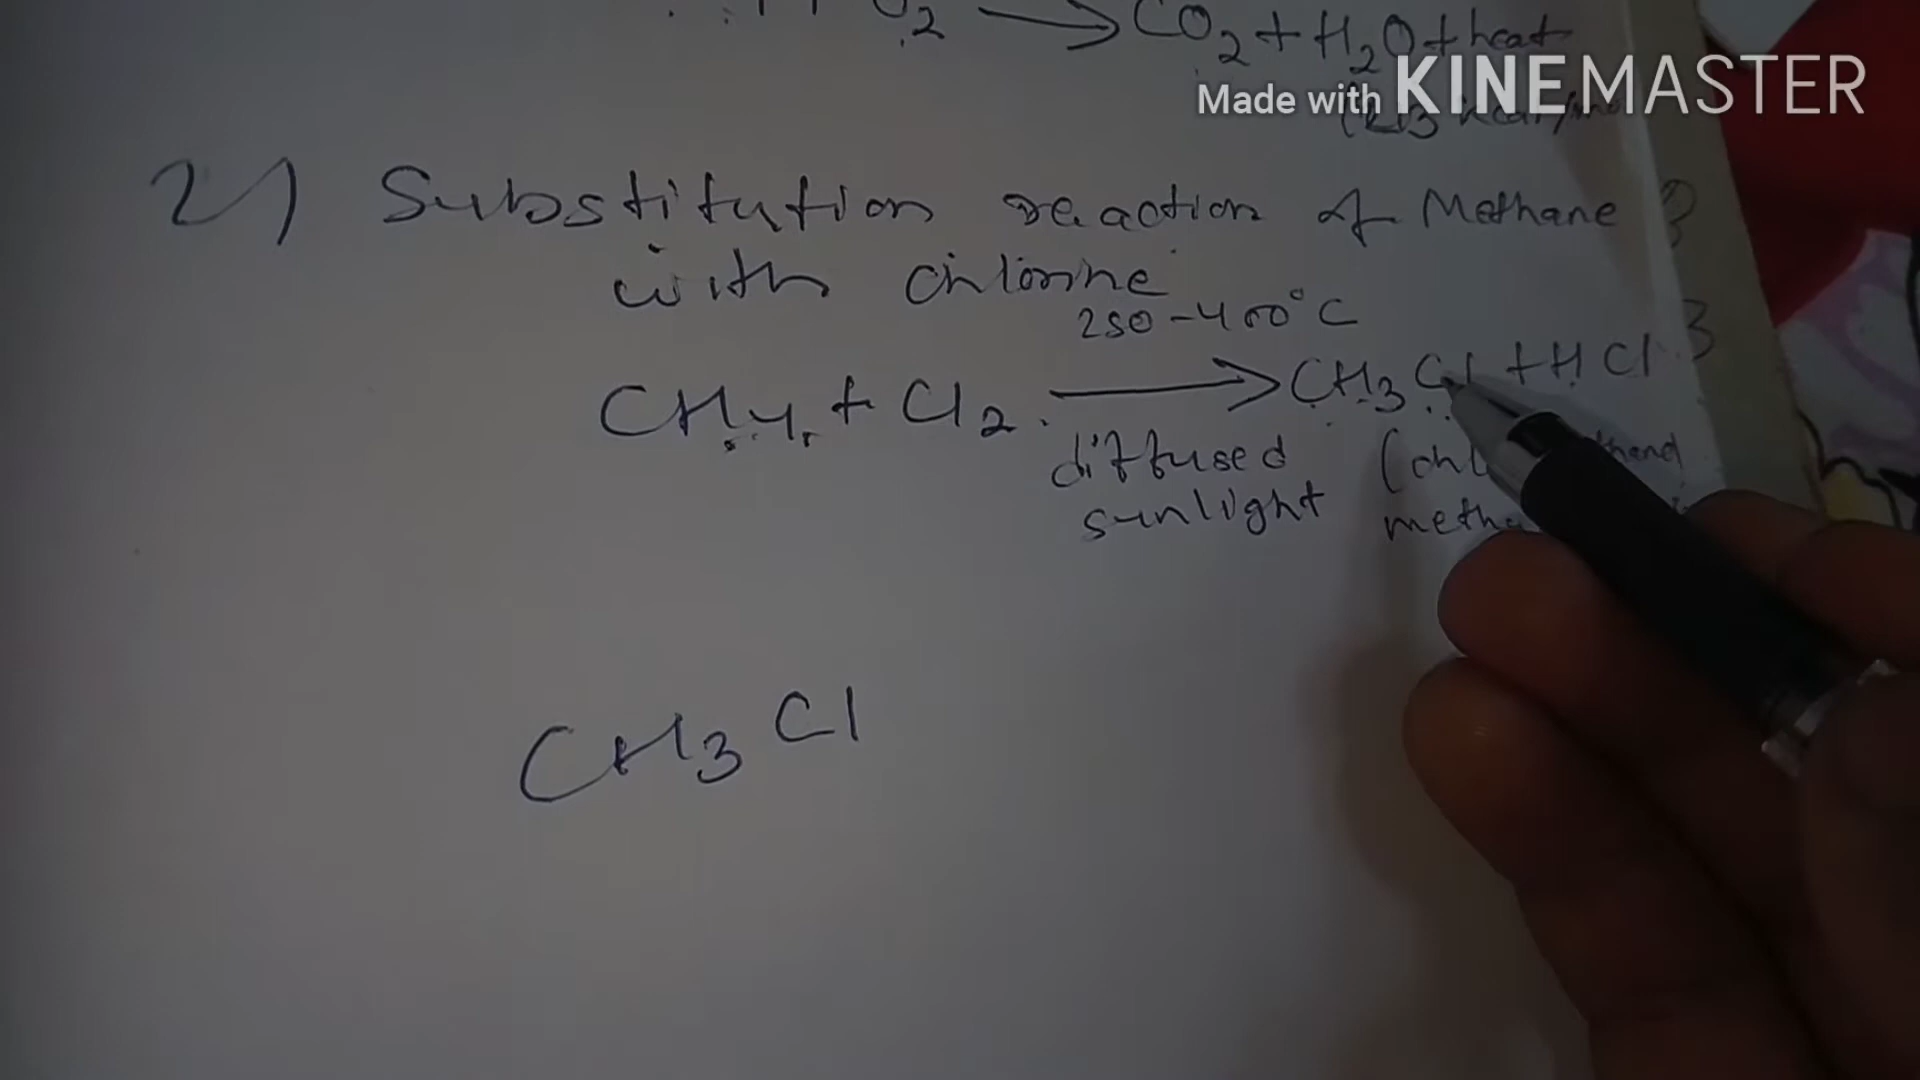 O2 → CO2 + H2O + heat
Made with KINEMASTER
2) Substitution reaction of Methane
with chlorine
250-400°C
CH4 + Cl2 → CH3Cl + HCl
diffused
sunlight
CH3Cl